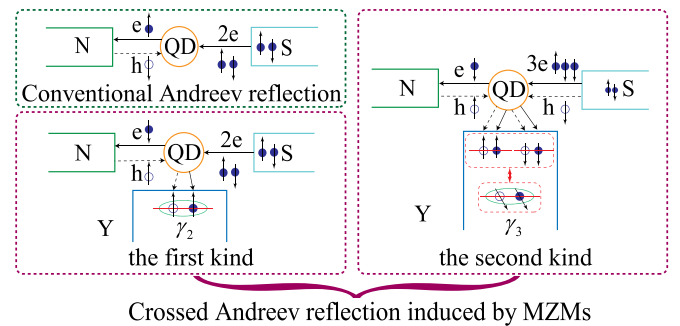 e 2e
N QD S
h
Conventional Andreev reflection
e 2e
N QD S
h
Y γ2
the first kind
e 3e
N QD S
h h
Y γ3
the second kind
Crossed Andreev reflection induced by MZMs